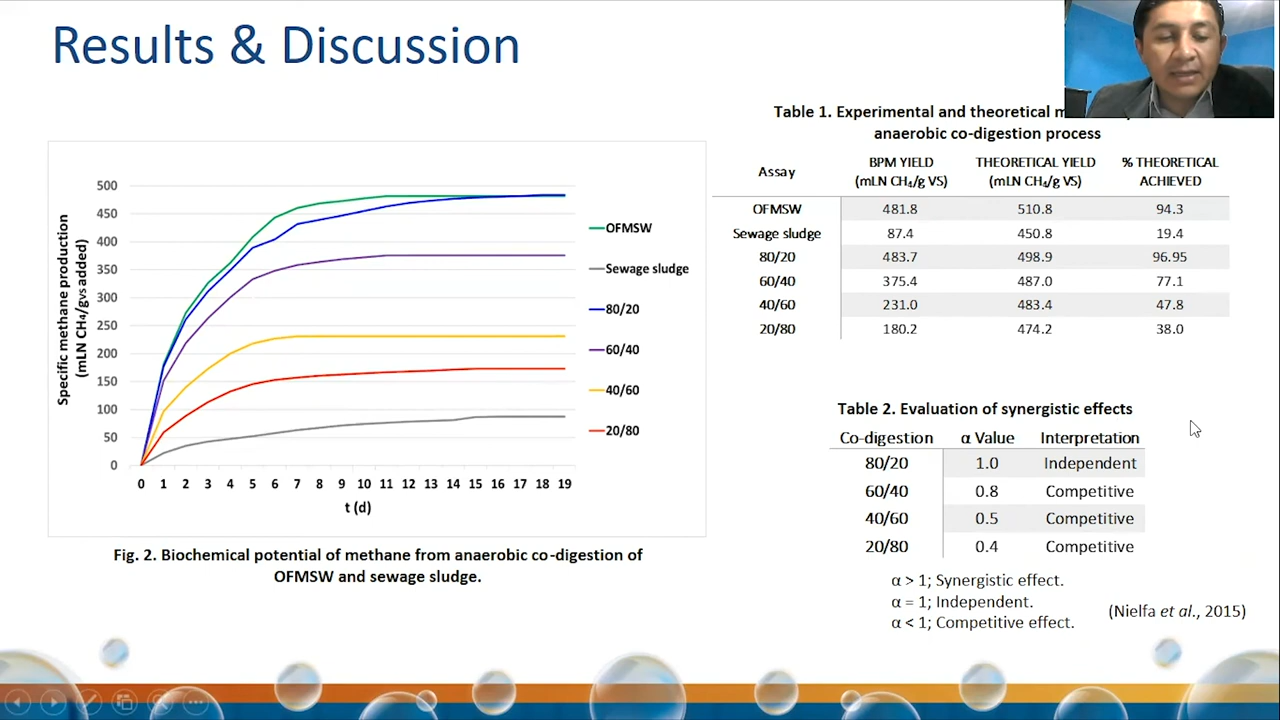 Results & Discussion
Table 1. Experimental and theoretical
anaerobic co-digestion process
Assay
BPM YIELD
(mLN CH₄/g VS)
THEORETICAL YIELD
(mLN CH₄/g VS)
% THEORETICAL
ACHIEVED
OFMSW 481.8 510.8 94.3
Sewage sludge 87.4 450.8 19.4
80/20 483.7 498.9 96.95
60/40 375.4 487.0 77.1
40/60 231.0 483.4 47.8
20/80 180.2 474.2 38.0
Specific methane production
(mLN CH₄/gvs added)
500
450
400
350
300
250
200
150
100
50
0
0 1 2 3 4 5 6 7 8 9 10 11 12 13 14 15 16 17 18 19
t (d)
OFMSW
Sewage sludge
80/20
60/40
40/60
20/80
Fig. 2. Biochemical potential of methane from anaerobic co-digestion of
OFMSW and sewage sludge.
Table 2. Evaluation of synergistic effects
Co-digestion α Value Interpretation
80/20 1.0 Independent
60/40 0.8 Competitive
40/60 0.5 Competitive
20/80 0.4 Competitive
α > 1; Synergistic effect.
α = 1; Independent.
α < 1; Competitive effect.
(Nielfa et al., 2015)